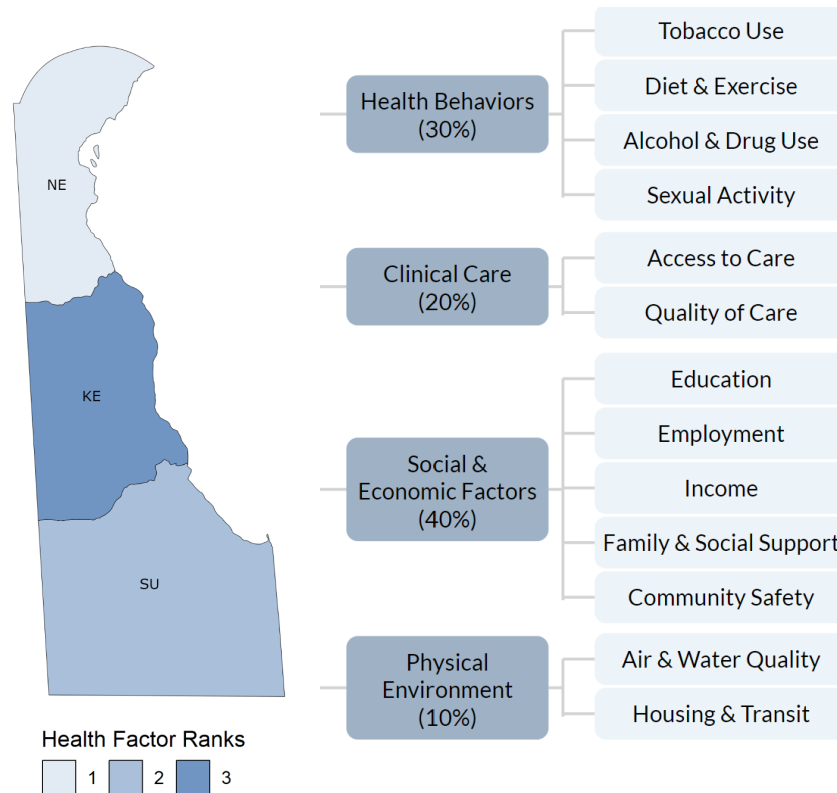 NE
KE
SU
Health Factor Ranks
1 2 3
Health Behaviors
(30%)
Tobacco Use
Diet & Exercise
Alcohol & Drug Use
Sexual Activity
Clinical Care
(20%)
Access to Care
Quality of Care
Social &
Economic Factors
(40%)
Education
Employment
Income
Family & Social Support
Community Safety
Physical
Environment
(10%)
Air & Water Quality
Housing & Transit